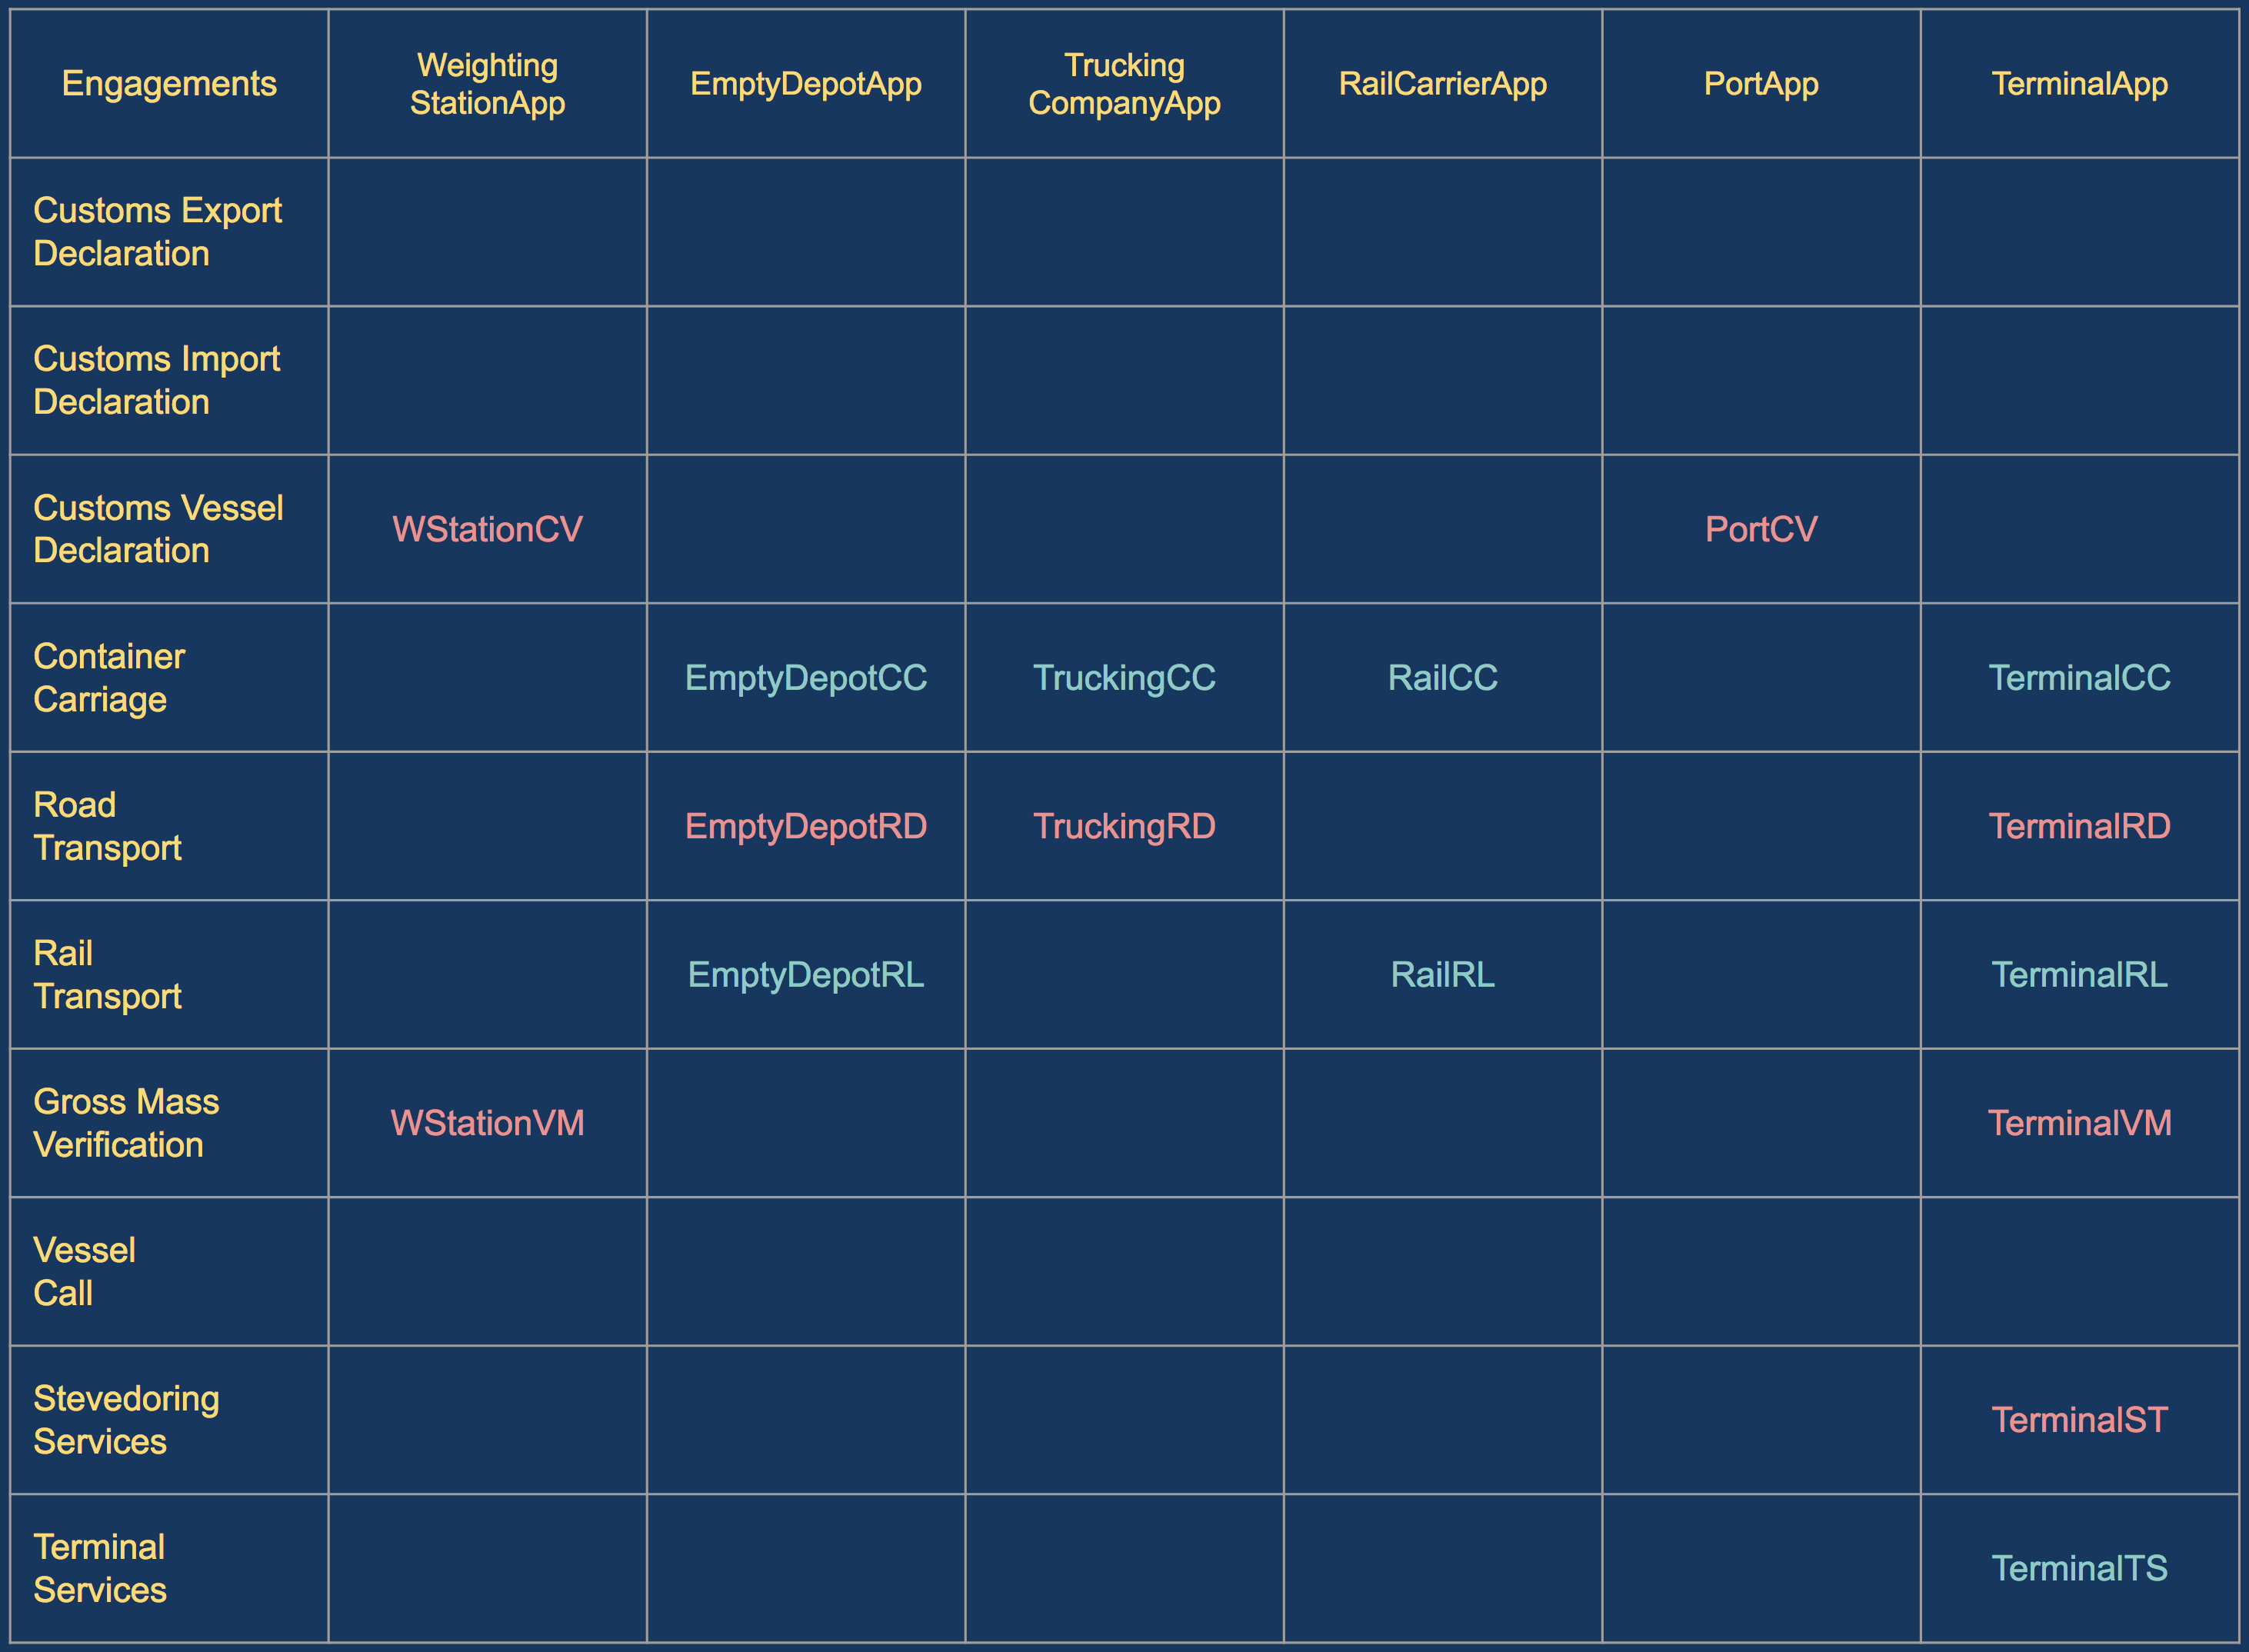 Engagements
Weighting
StationApp
EmptyDepotApp
Trucking
CompanyApp
RailCarrierApp
PortApp
TerminalApp
Customs Export
Declaration
Customs Import
Declaration
Customs Vessel
Declaration
WStationCV
PortCV
Container
Carriage
EmptyDepotCC
TruckingCC
RailCC
TerminalCC
Road
Transport
EmptyDepotRD
TruckingRD
TerminalRD
Rail
Transport
EmptyDepotRL
RailRL
TerminalRL
Gross Mass
Verification
WStationVM
TerminalVM
Vessel
Call
Stevedoring
Services
TerminalST
Terminal
Services
TerminalTS